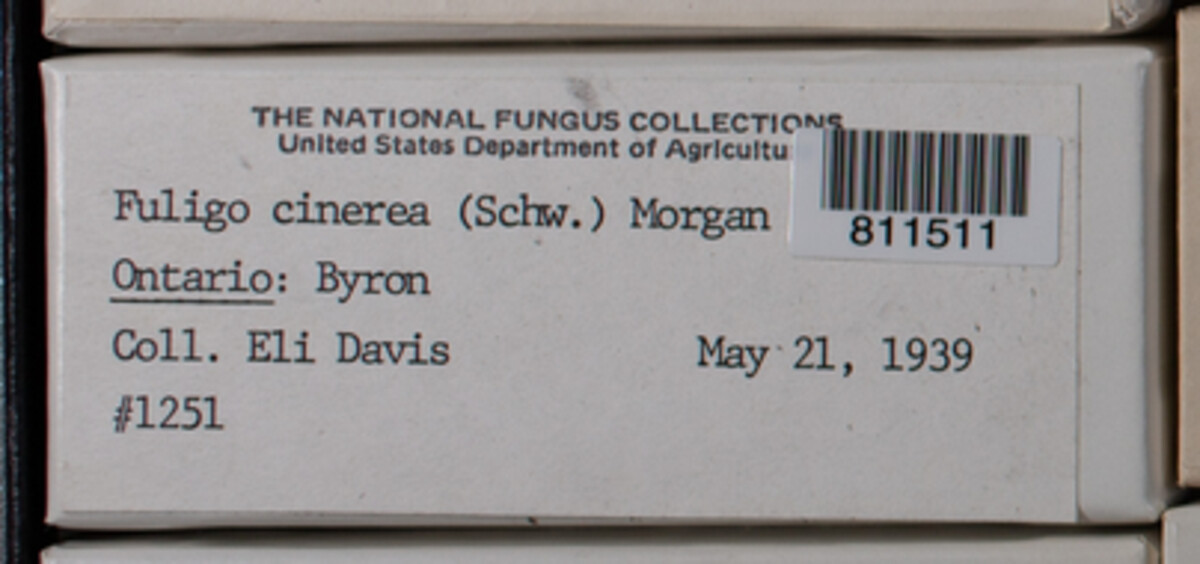 THE NATIONAL FUNGUS COLLECTIONS
United States Department of Agricultu
Fuligo cinerea (Schw.) Morgan
811511
Ontario: Byron
Coll. Eli Davis May 21, 1939
#1251